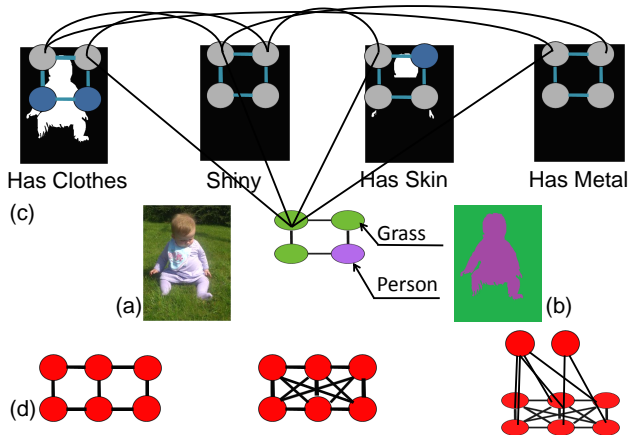 Has Clothes Shiny Has Skin Has Metal
(c)
Grass
(a) Person (b)
(d)